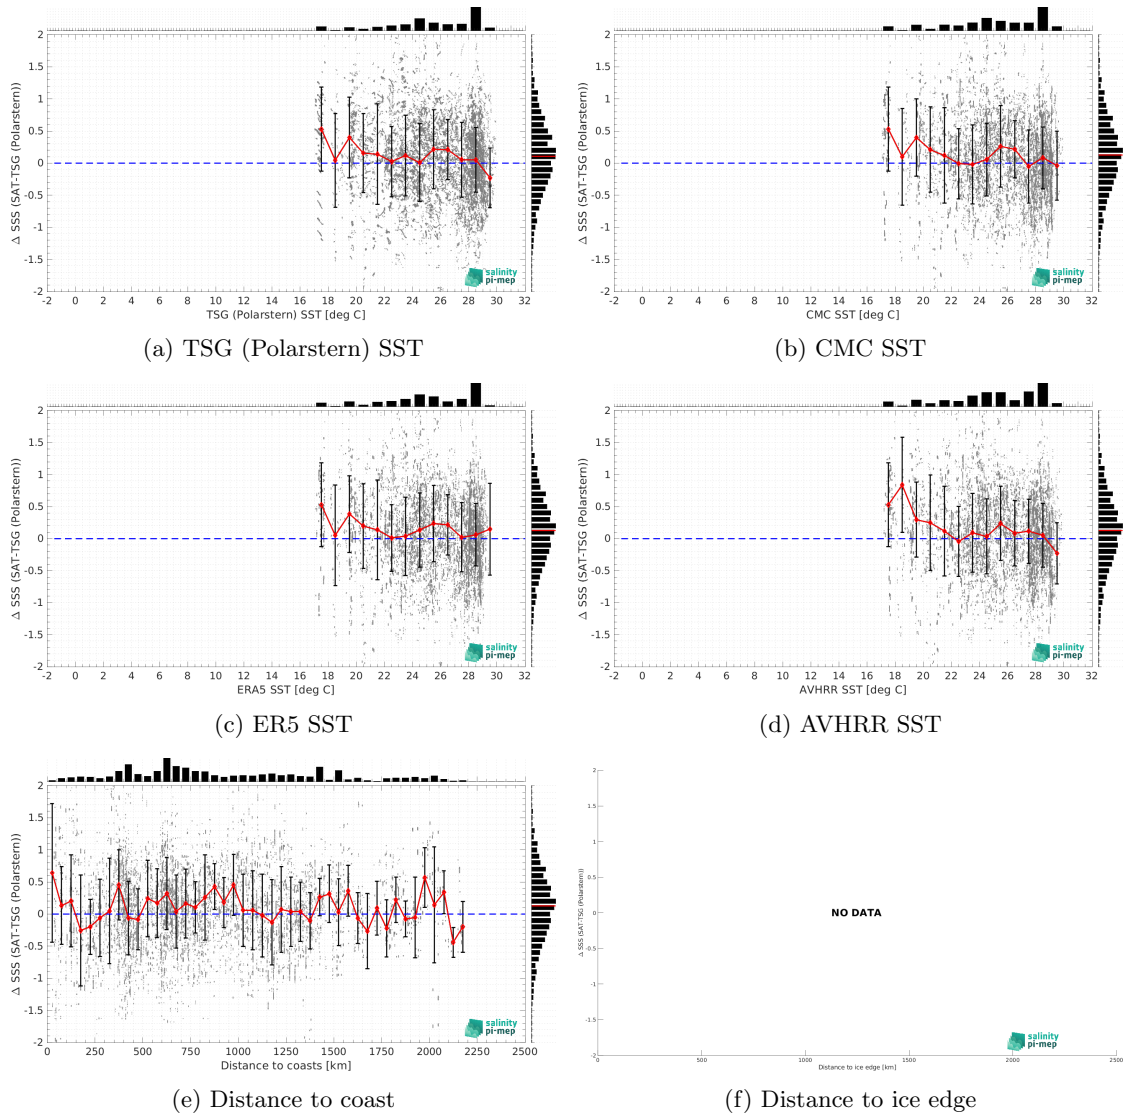 2
1.5
1
0.5
0
-0.5
-1
-1.5
-2
Δ SSS (SAT-TSG (Polarstern))
-2 0 2 4 6 8 10 12 14 16 18 20 22 24 26 28 30 32
TSG (Polarstern) SST [deg C]
salinity
pi-mep
(a) TSG (Polarstern) SST
2
1.5
1
0.5
0
-0.5
-1
-1.5
-2
Δ SSS (SAT-TSG (Polarstern))
-2 0 2 4 6 8 10 12 14 16 18 20 22 24 26 28 30 32
CMC SST [deg C]
salinity
pi-mep
(b) CMC SST
2
1.5
1
0.5
0
-0.5
-1
-1.5
-2
Δ SSS (SAT-TSG (Polarstern))
-2 0 2 4 6 8 10 12 14 16 18 20 22 24 26 28 30 32
ERA5 SST [deg C]
salinity
pi-mep
(c) ER5 SST
2
1.5
1
0.5
0
-0.5
-1
-1.5
-2
Δ SSS (SAT-TSG (Polarstern))
-2 0 2 4 6 8 10 12 14 16 18 20 22 24 26 28 30 32
AVHRR SST [deg C]
salinity
pi-mep
(d) AVHRR SST
2
1.5
1
0.5
0
-0.5
-1
-1.5
-2
Δ SSS (SAT-TSG (Polarstern))
0 250 500 750 1000 1250 1500 1750 2000 2250 2500
Distance to coasts [km]
salinity
pi-mep
(e) Distance to coast
2
1.5
1
0.5
0
-0.5
-1
-1.5
-2
Δ SSS (SAT-TSG (Polarstern))
NO DATA
0 500 1000 1500 2000 2500
Distance to ice edge [km]
salinity
pi-mep
(f) Distance to ice edge